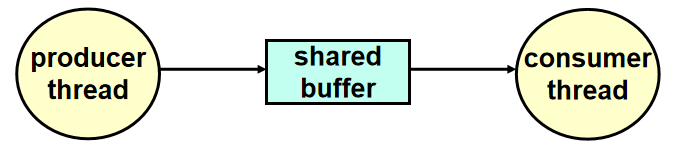 producer
thread
shared
buffer
consumer
thread